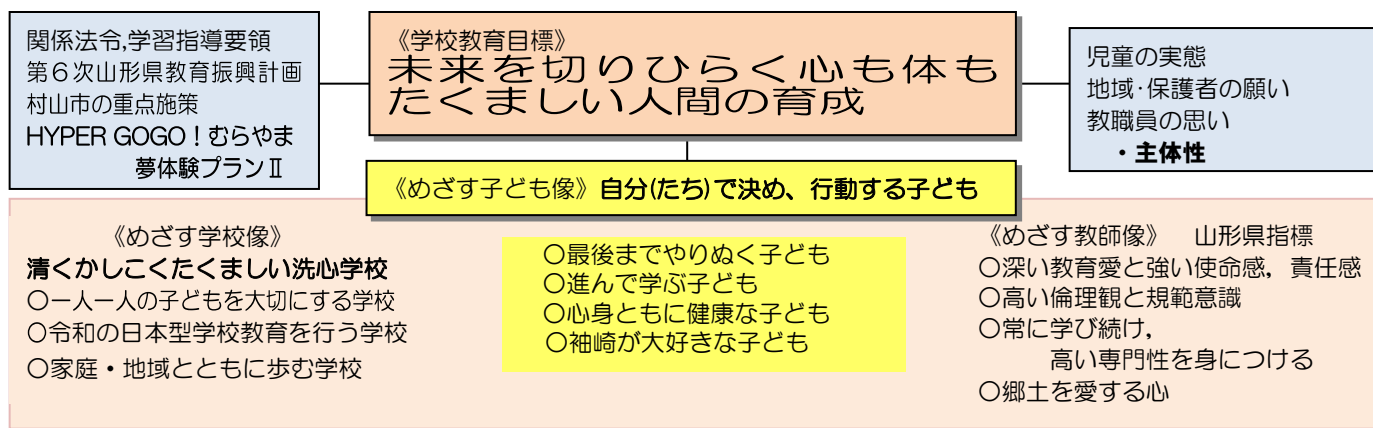 関係法令,学習指導要領
第6次山形県教育振興計画
村山市の重点施策
HYPER GOGO!むらやま
夢体験プランⅡ
《学校教育目標》
未来を切りひらく心も体も
たくましい人間の育成
児童の実態
地域・保護者の願い
教職員の思い
・主体性
《めざす子ども像》自分(たち)で決め、行動する子ども
《めざす学校像》
清くかしこくたくましい洗心学校
〇一人一人の子どもを大切にする学校
〇令和の日本型学校教育を行う学校
〇家庭・地域とともに歩む学校
〇最後までやりぬく子ども
〇進んで学ぶ子ども
〇心身ともに健康な子ども
〇袖崎が大好きな子ども
《めざす教師像》 山形県指標
〇深い教育愛と強い使命感,責任感
〇高い倫理観と規範意識
〇常に学び続け,
高い専門性を身につける
〇郷土を愛する心